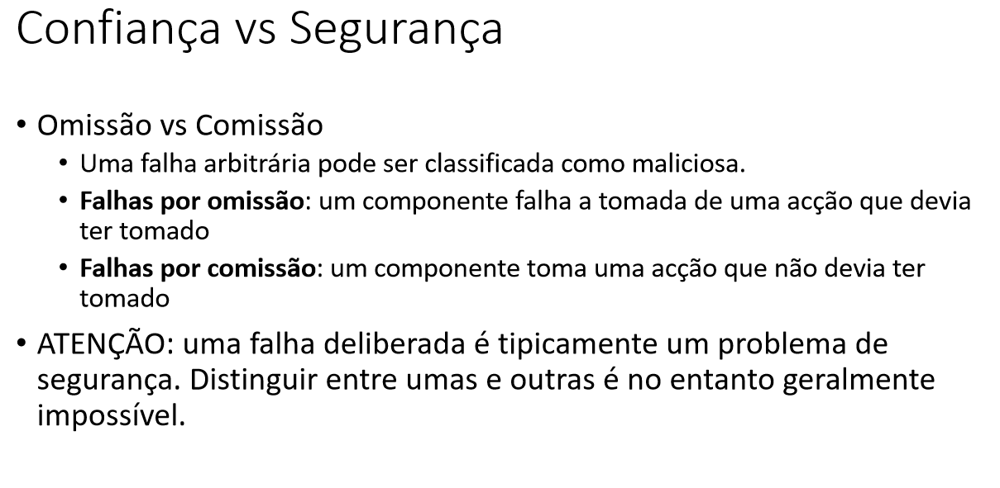 Confiança vs Segurança
• Omissão vs Comissão
• Uma falha arbitrária pode ser classificada como maliciosa.
• Falhas por omissão: um componente falha a tomada de uma acção que devia
ter tomado
• Falhas por comissão: um componente toma uma acção que não devia ter
tomado
• ATENÇÃO: uma falha deliberada é tipicamente um problema de
segurança. Distinguir entre umas e outras é no entanto geralmente
impossível.